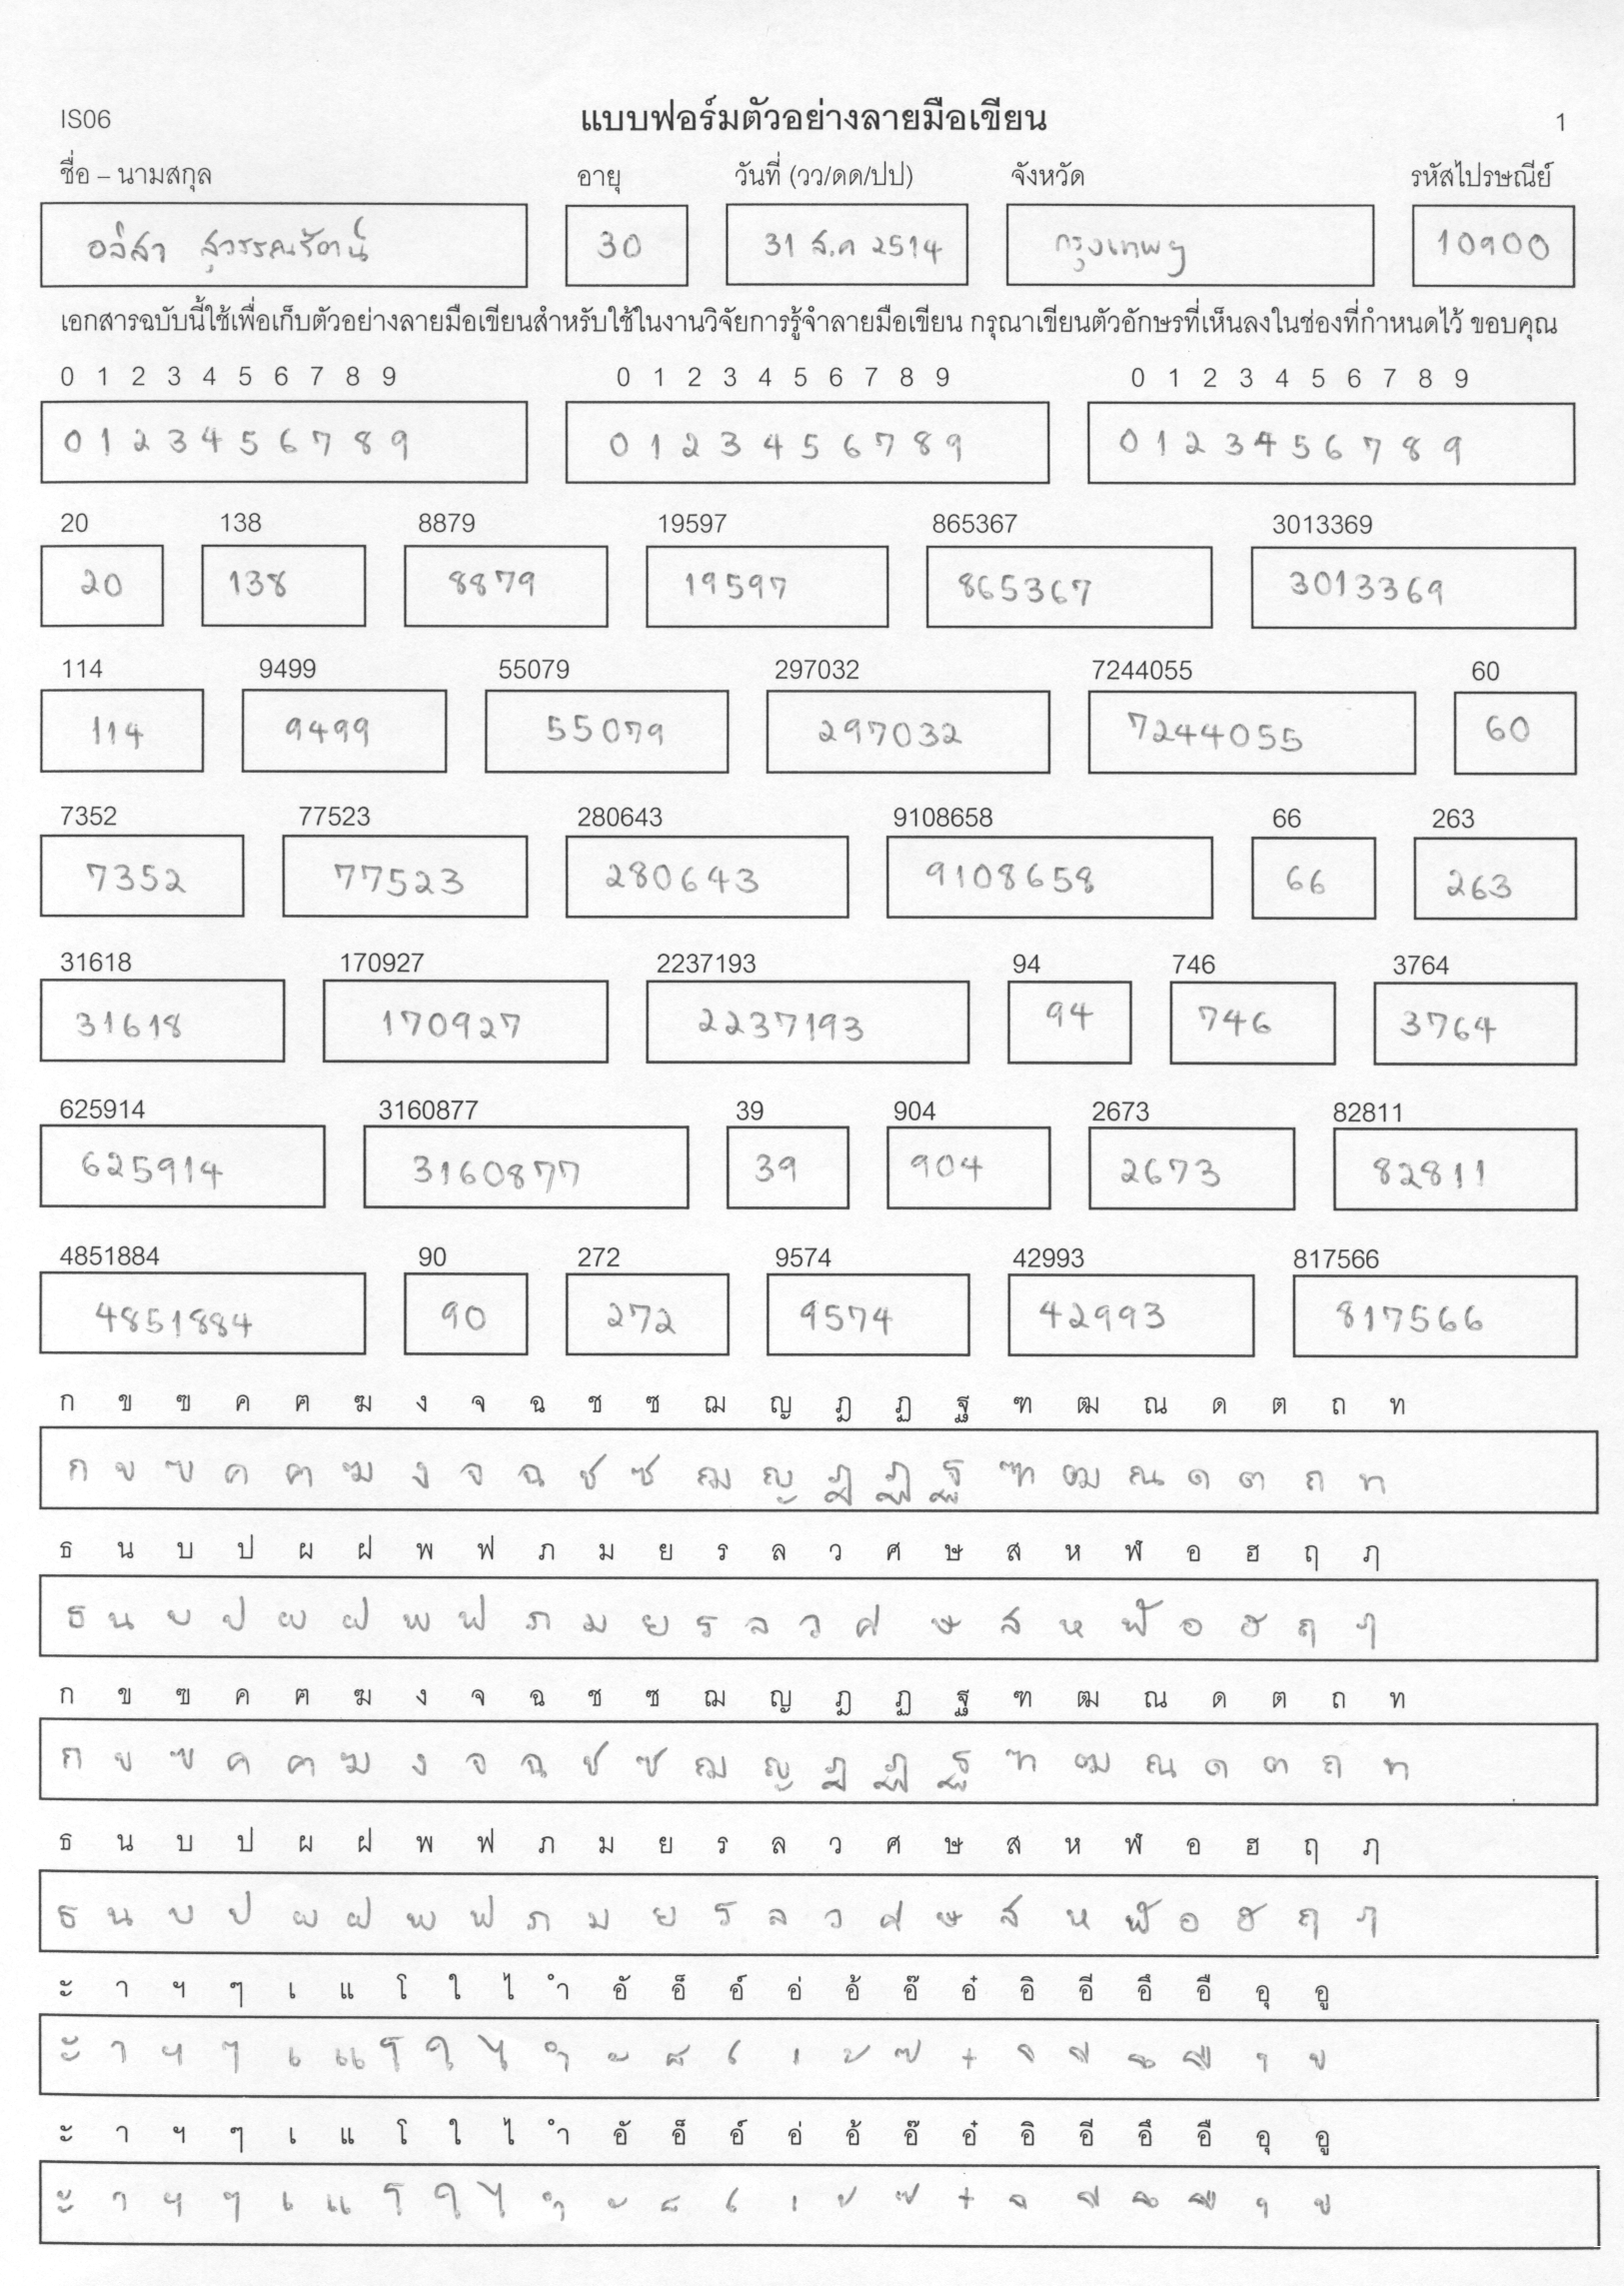 IS06 แบบฟอร์มตัวอย่างลายมือเขียน 1
ชื่อ – นามสกุล อายุ วันที่ (วว/ดด/ปป) จังหวัด รหัสไปรษณีย์
อลิสา สุวรรณรัตน์ 30 31 ส.ค 2514 กรุงเทพฯ 10900
เอกสารฉบับนี้ใช้เพื่อเก็บตัวอย่างลายมือเขียนสำหรับใช้ในงานวิจัยการรู้จำลายมือเขียน กรุณาเขียนตัวอักษรที่เห็นลงในช่องที่กำหนดไว้ ขอบคุณ
0 1 2 3 4 5 6 7 8 9 0 1 2 3 4 5 6 7 8 9 0 1 2 3 4 5 6 7 8 9
0 1 2 3 4 5 6 7 8 9 0 1 2 3 4 5 6 7 8 9 0 1 2 3 4 5 6 7 8 9
20 138 8879 19597 865367 3013369
20 138 8879 19597 865367 3013369
114 9499 55079 297032 7244055 60
114 9499 55079 297032 7244055 60
7352 77523 280643 9108658 66 263
7352 77523 280643 9108658 66 263
31618 170927 2237193 94 746 3764
31618 170927 2237193 94 746 3764
625914 3160877 39 904 2673 82811
625914 3160877 39 904 2673 82811
4851884 90 272 9574 42993 817566
4851884 90 272 9574 42993 817566
ก ข ฃ ค ฅ ฆ ง จ ฉ ช ซ ฌ ญ ฎ ฏ ฐ ฑ ฒ ณ ด ต ถ ท
ก ข ฃ ค ฅ ฆ ง จ ฉ ช ซ ฌ ญ ฎ ฏ ฐ ฑ ฒ ณ ด ต ถ ท
ธ น บ ป ผ ฝ พ ฟ ภ ม ย ร ล ว ศ ษ ส ห ฬ อ ฮ ฤ ฦ
ธ น บ ป ผ ฝ พ ฟ ภ ม ย ร ล ว ศ ษ ส ห ฬ อ ฮ ฤ ฦ
ก ข ฃ ค ฅ ฆ ง จ ฉ ช ซ ฌ ญ ฎ ฏ ฐ ฑ ฒ ณ ด ต ถ ท
ก ข ฃ ค ฅ ฆ ง จ ฉ ช ซ ฌ ญ ฎ ฏ ฐ ฑ ฒ ณ ด ต ถ ท
ธ น บ ป ผ ฝ พ ฟ ภ ม ย ร ล ว ศ ษ ส ห ฬ อ ฮ ฤ ฦ
ธ น บ ป ผ ฝ พ ฟ ภ ม ย ร ล ว ศ ษ ส ห ฬ อ ฮ ฤ ฦ
ะ า ฯ ๆ เ แ โ ใ ไ ำ อั อ็ อ์ อ่ อ้ อ๊ อ๋ อิ อี อึ อื อุ อู
ะ า ฯ ๆ เ แ โ ใ ไ ำ ั ็ ์ ่ ้ ๊ ๋ ิ ี ึ ื ุ ู
ะ า ฯ ๆ เ แ โ ใ ไ ำ อั อ็ อ์ อ่ อ้ อ๊ อ๋ อิ อี อึ อื อุ อู
ะ า ฯ ๆ เ แ โ ใ ไ ำ ั ็ ์ ่ ้ ๊ ๋ ิ ี ึ ื ุ ู